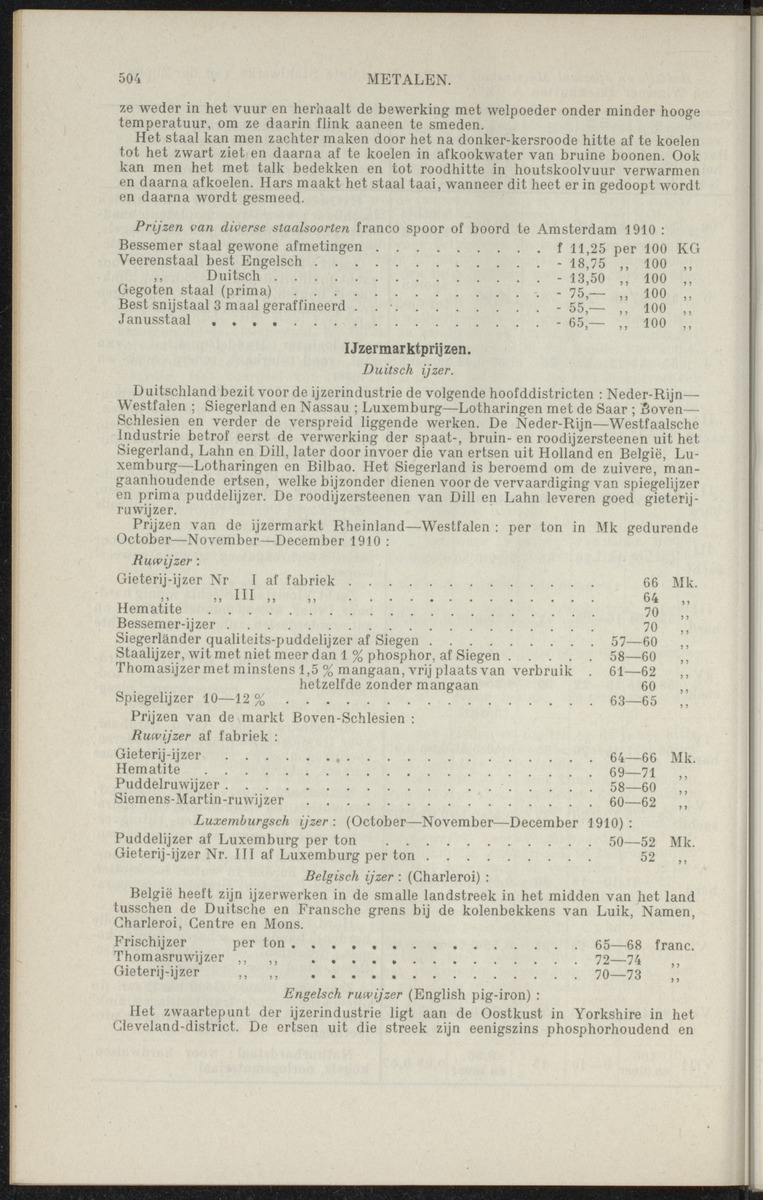 504 METALEN.
ze weder in het vuur en herhaalt de bewerking met welpoeder onder minder hooge
temperatuur, om ze daarin flink aaneen te smeden.
Het staal kan men zachter maken door het na donker-kersroode hitte af te koelen
tot het zwart ziet en daarna af te koelen in afkookwater van bruine boonen. Ook
kan men het met talk bedekken en tot roodhitte in houtskoolvuur verwarmen
en daarna afkoelen. Hars maakt het staal taai, wanneer dit heet er in gedoopt wordt
en daarna wordt gesmeed.
Prijzen van diverse staalsoorten franco spoor of boord te Amsterdam 1910 :
Bessemer staal gewone afmetingen . . . . . . . . . f 11,25 per 100 KG
Veerenstaal best Engelsch . . . . . . . . . . . . . - 18,75 ,, 100 ,,
,, Duitsch . . . . . . . . . . . . . . - 13,50 ,, 100 ,,
Gegoten staal (prima) . . . . . . . . . . . . . - 75,— ,, 100 ,,
Best snijstaal 3 maal geraffineerd . . . . . . . . . . - 55,— ,, 100 ,,
Janusstaal . . . . . . . . . . . . . . . . . - 65,— ,, 100 ,,
IJzermarktprijzen.
Duitsch ijzer.
Duitschland bezit voor de ijzerindustrie de volgende hoofddistricten : Neder-Rijn—
Westfalen ; Siegerland en Nassau ; Luxemburg—Lotharingen met de Saar ; Boven—
Schlesien en verder de verspreid liggende werken. De Neder-Rijn—Westfaalsche
Industrie betrof eerst de verwerking der spaat-, bruin- en roodijzersteenen uit het
Siegerland, Lahn en Dill, later door invoer die van ertsen uit Holland en België, Lu-
xemburg—Lotharingen en Bilbao. Het Siegerland is beroemd om de zuivere, man-
gaanhoudende ertsen, welke bijzonder dienen voor de vervaardiging van spiegelijzer
en prima puddelijzer. De roodijzersteenen van Dill en Lahn leveren goed gieterij-
ruwijzer.
Prijzen van de ijzermarkt Rheinland—Westfalen : per ton in Mk gedurende
October—November—December 1910 :
Ruwijzer :
Gieterij-ijzer Nr I af fabriek . . . . . . . . . . . . . 66 Mk.
,, ,, III ,, ,, . . . . . . . . . . . . . 64 ,,
Hematite . . . . . . . . . . . . . . . . . . 70 ,,
Bessemer-ijzer . . . . . . . . . . . . . . . . . 70 ,,
Siegerländer qualiteits-puddelijzer af Siegen . . . . . . . . . 57—60 ,,
Staalijzer, wit met niet meer dan 1 % phosphor, af Siegen . . . . . 58—60 ,,
Thomasijzer met minstens 1,5 % mangaan, vrij plaats van verbruik . 61—62 ,,
hetzelfde zonder mangaan 60 ,,
Spiegelijzer 10—12 % . . . . . . . . . . . . . . . 63—65 ,,
Prijzen van de markt Boven-Schlesien :
Ruwijzer af fabriek :
Gieterij-ijzer . . . . . . . . . . . . . . . . . . 64—66 Mk.
Hematite . . . . . . . . . . . . . . . . . . . 69—71 ,,
Puddelruwijzer . . . . . . . . . . . . . . . . . 58—60 ,,
Siemens-Martin-ruwijzer . . . . . . . . . . . . . . 60—62 ,,
Luxemburgsch ijzer : (October—November—December 1910) :
Puddelijzer af Luxemburg per ton . . . . . . . . . . . 50—52 Mk.
Gieterij-ijzer Nr. III af Luxemburg per ton . . . . . . . . . 52 ,,
Belgisch ijzer : (Charleroi) :
België heeft zijn ijzerwerken in de smalle landstreek in het midden van het land
tusschen de Duitsche en Fransche grens bij de kolenbekkens van Luik, Namen,
Charleroi, Centre en Mons.
Frischijzer per ton . . . . . . . . . . . . . . . 65—68 franc.
Thomasruwijzer ,, ,, . . . . . . . . . . . . . . 72—74 ,,
Gieterij-ijzer ,, ,, . . . . . . . . . . . . . . 70—73 ,,
Engelsch ruwijzer (English pig-iron) :
Het zwaartepunt der ijzerindustrie ligt aan de Oostkust in Yorkshire in het
Cleveland-district. De ertsen uit die streek zijn eenigszins phosphorhoudend en